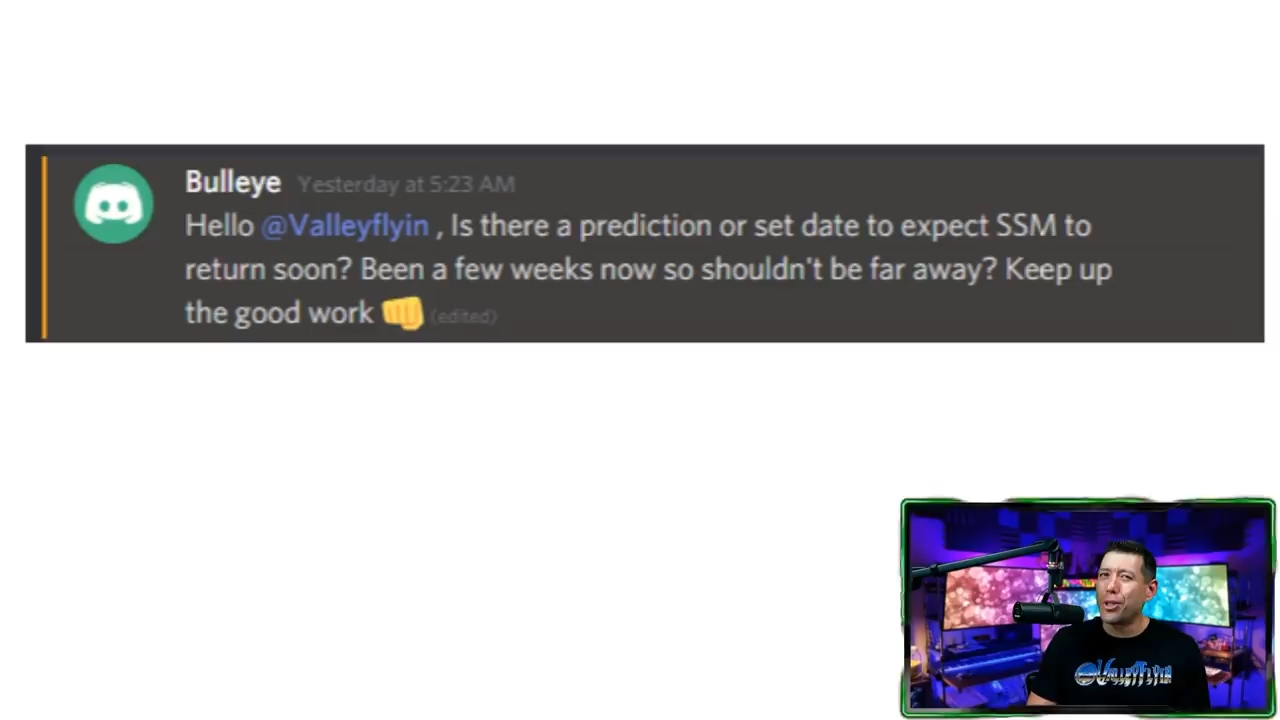 Bulleye Yesterday at 5:23 AM
Hello @Valleyflyin , Is there a prediction or set date to expect SSM to
return soon? Been a few weeks now so shouldn't be far away? Keep up
the good work 👊 (edited)
VALLEYFLYIN